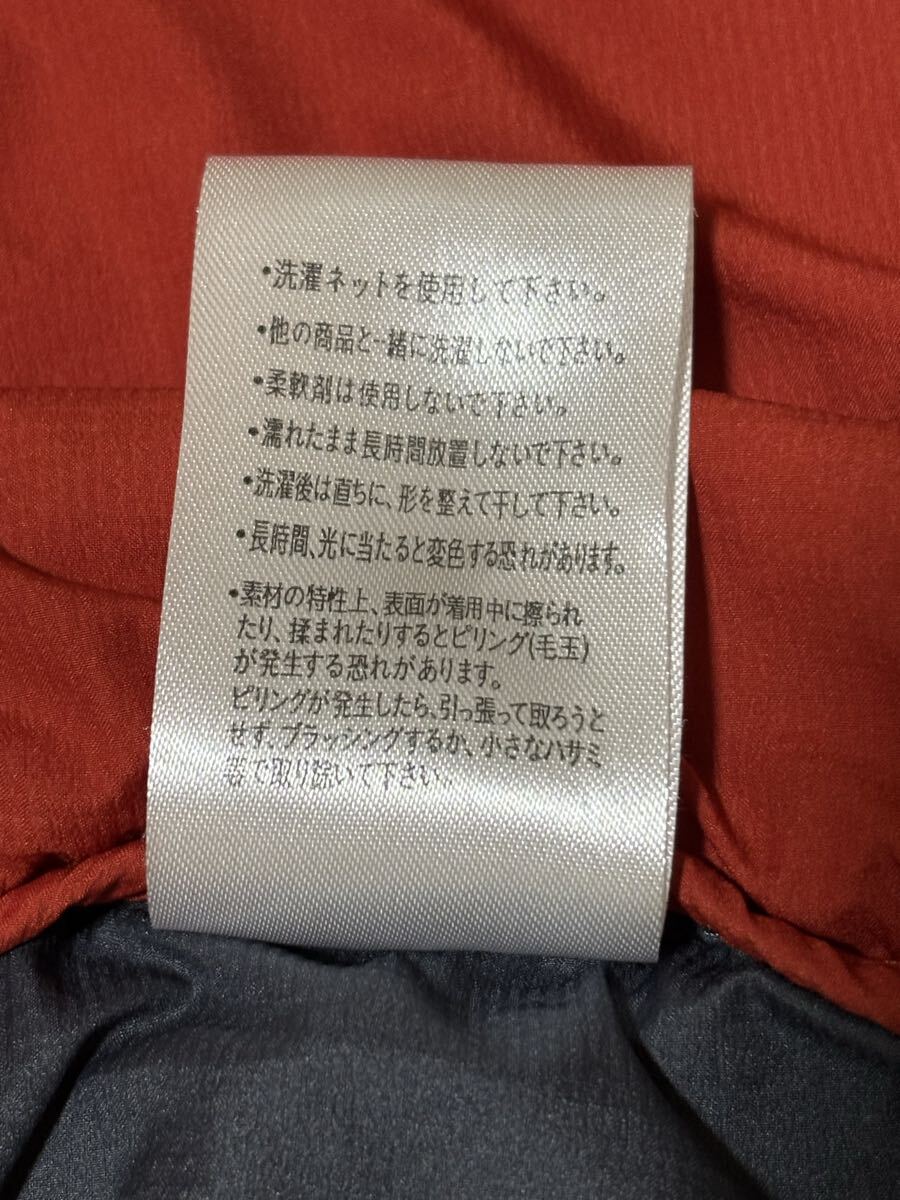 ・洗濯ネットを使用して下さい。
・他の商品と一緒に洗濯しないで下さい。
・柔軟剤は使用しないで下さい。
・濡れたまま長時間放置しないで下さい。
・洗濯後は直ちに、形を整えて干して下さい。
・長時間、光に当たると変色する恐れがあります。
・素材の特性上、表面が着用中に擦られ
たり、揉まれたりするとピリング(毛玉)
が発生する恐れがあります。
ピリングが発生したら、引っ張って取ろうと
せず、ブラッシングするか、小さなハサミ
等で取り除いて下さい。